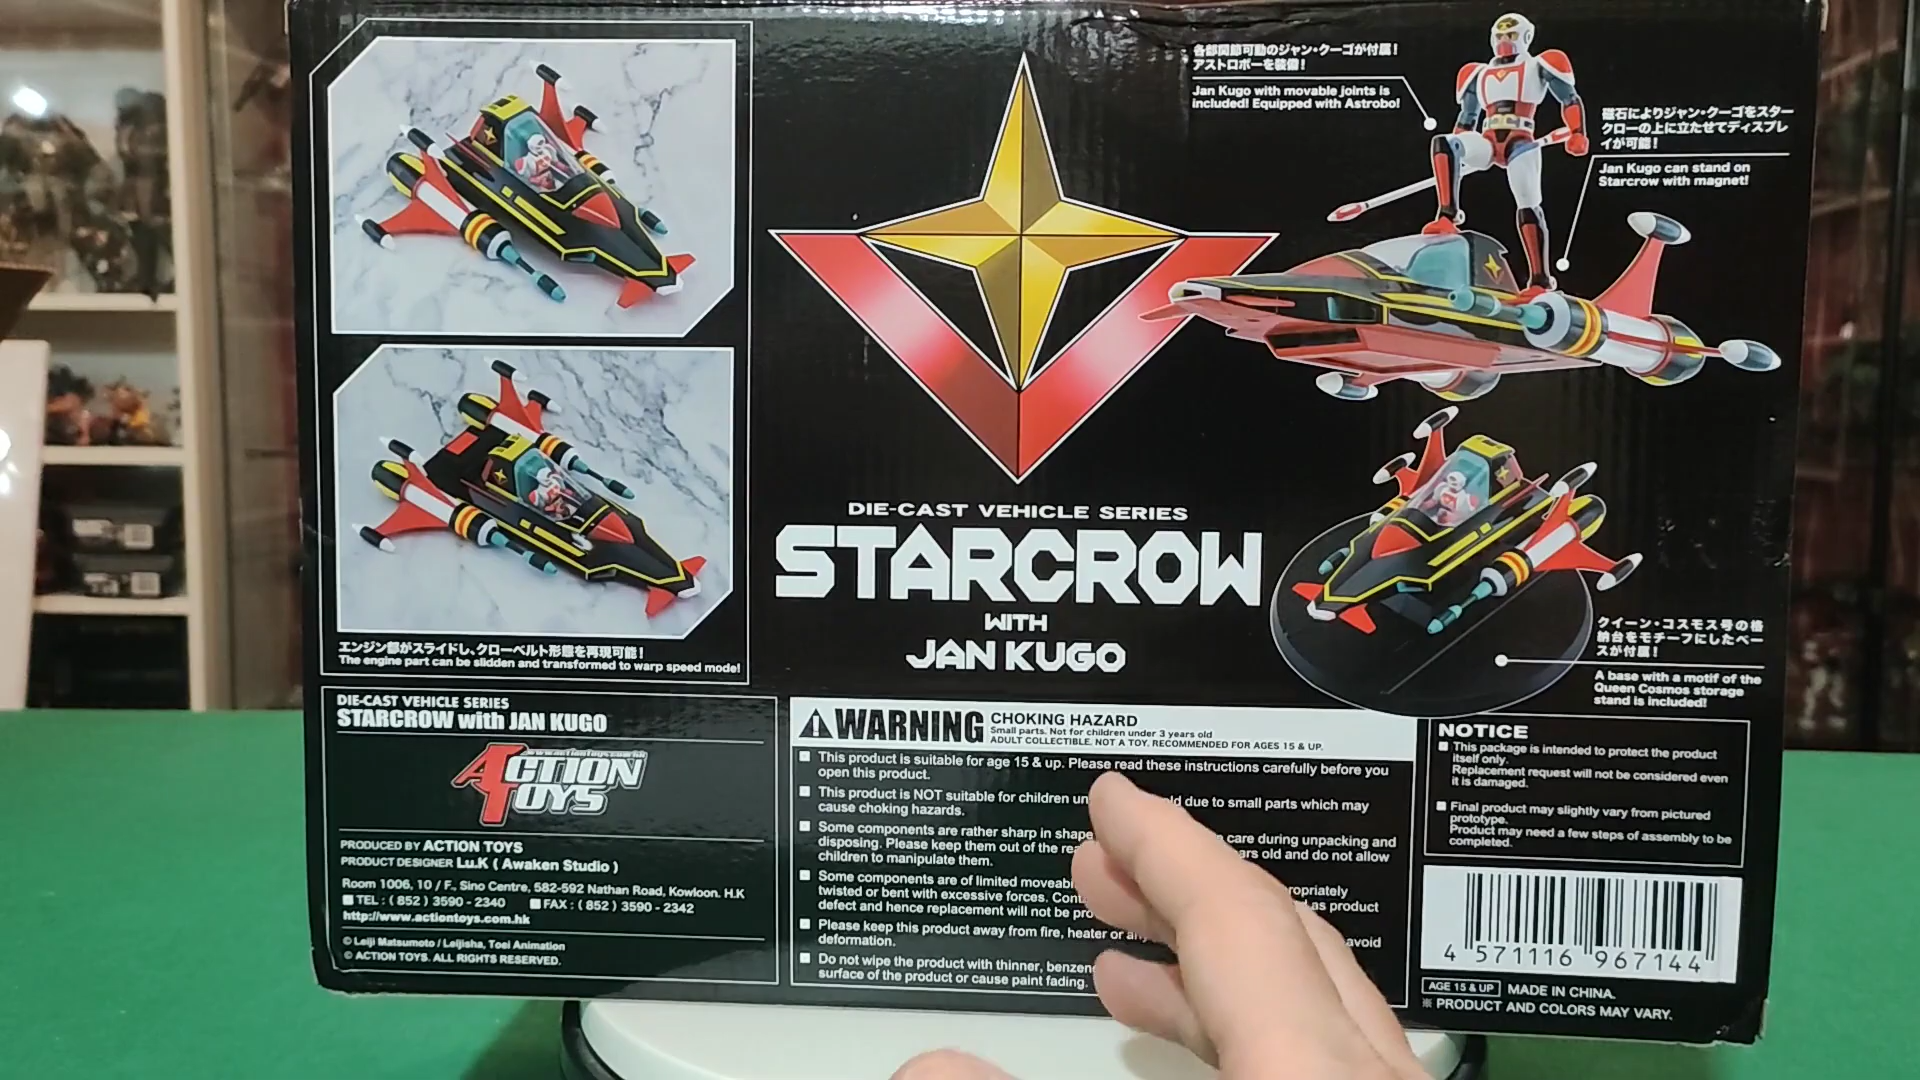 各部関節可動のジャン・クーゴが付属！
アストロボーを装備！
Jan Kugo with movable joints is
included! Equipped with Astrobo!
磁石によりジャン・クーゴをスター
クローの上に立たせてディスプレ
イが可能！
Jan Kugo can stand on
Starcrow with magnet!
DIE-CAST VEHICLE SERIES
STARCROW
WITH
JAN KUGO
クイーン・コスモス号の格
納台をモチーフにしたベー
スが付属！
A base with a motif of the
Queen Cosmos storage
stand is included!
エンジン部がスライドし、クローベルト形態を再現可能！
The engine part can be slidden and transformed to warp speed mode!
DIE-CAST VEHICLE SERIES
STARCROW with JAN KUGO
www.actiontoys.com.hk
ACTION
TOYS
PRODUCED BY ACTION TOYS
PRODUCT DESIGNER Lu.K ( Awaken Studio )
Room 1006, 10 / F., Sino Centre, 582-592 Nathan Road, Kowloon. H.K
TEL : ( 852 ) 3590 - 2340 FAX : ( 852 ) 3590 - 2342
http://www.actiontoys.com.hk
© Leiji Matsumoto / Leijisha, Toei Animation
© ACTION TOYS. ALL RIGHTS RESERVED.
WARNING
CHOKING HAZARD
Small parts. Not for children under 3 years old
ADULT COLLECTIBLE, NOT A TOY. RECOMMENDED FOR AGES 15 & UP.
This product is suitable for age 15 & up. Please read these instructions carefully before you
open this product.
This product is NOT suitable for children due to small parts which may
cause choking hazards.
Some components are rather sharp in shape care during unpacking and
disposing. Please keep them out of the old and do not allow
children to manipulate them.
Some components are of limited
twisted or bent with excessive forces. as product
defect and hence replacement will not be
Please keep this product away from fire, heater or avoid
deformation.
Do not wipe the product with thinner,
surface of the product or cause paint fading.
NOTICE
This package is intended to protect the product
itself only.
Replacement request will not be considered even
it is damaged.
Final product may slightly vary from pictured
prototype.
Product may need a few steps of assembly to be
completed.
4 571116 967144
AGE 15 & UP MADE IN CHINA.
※ PRODUCT AND COLORS MAY VARY.